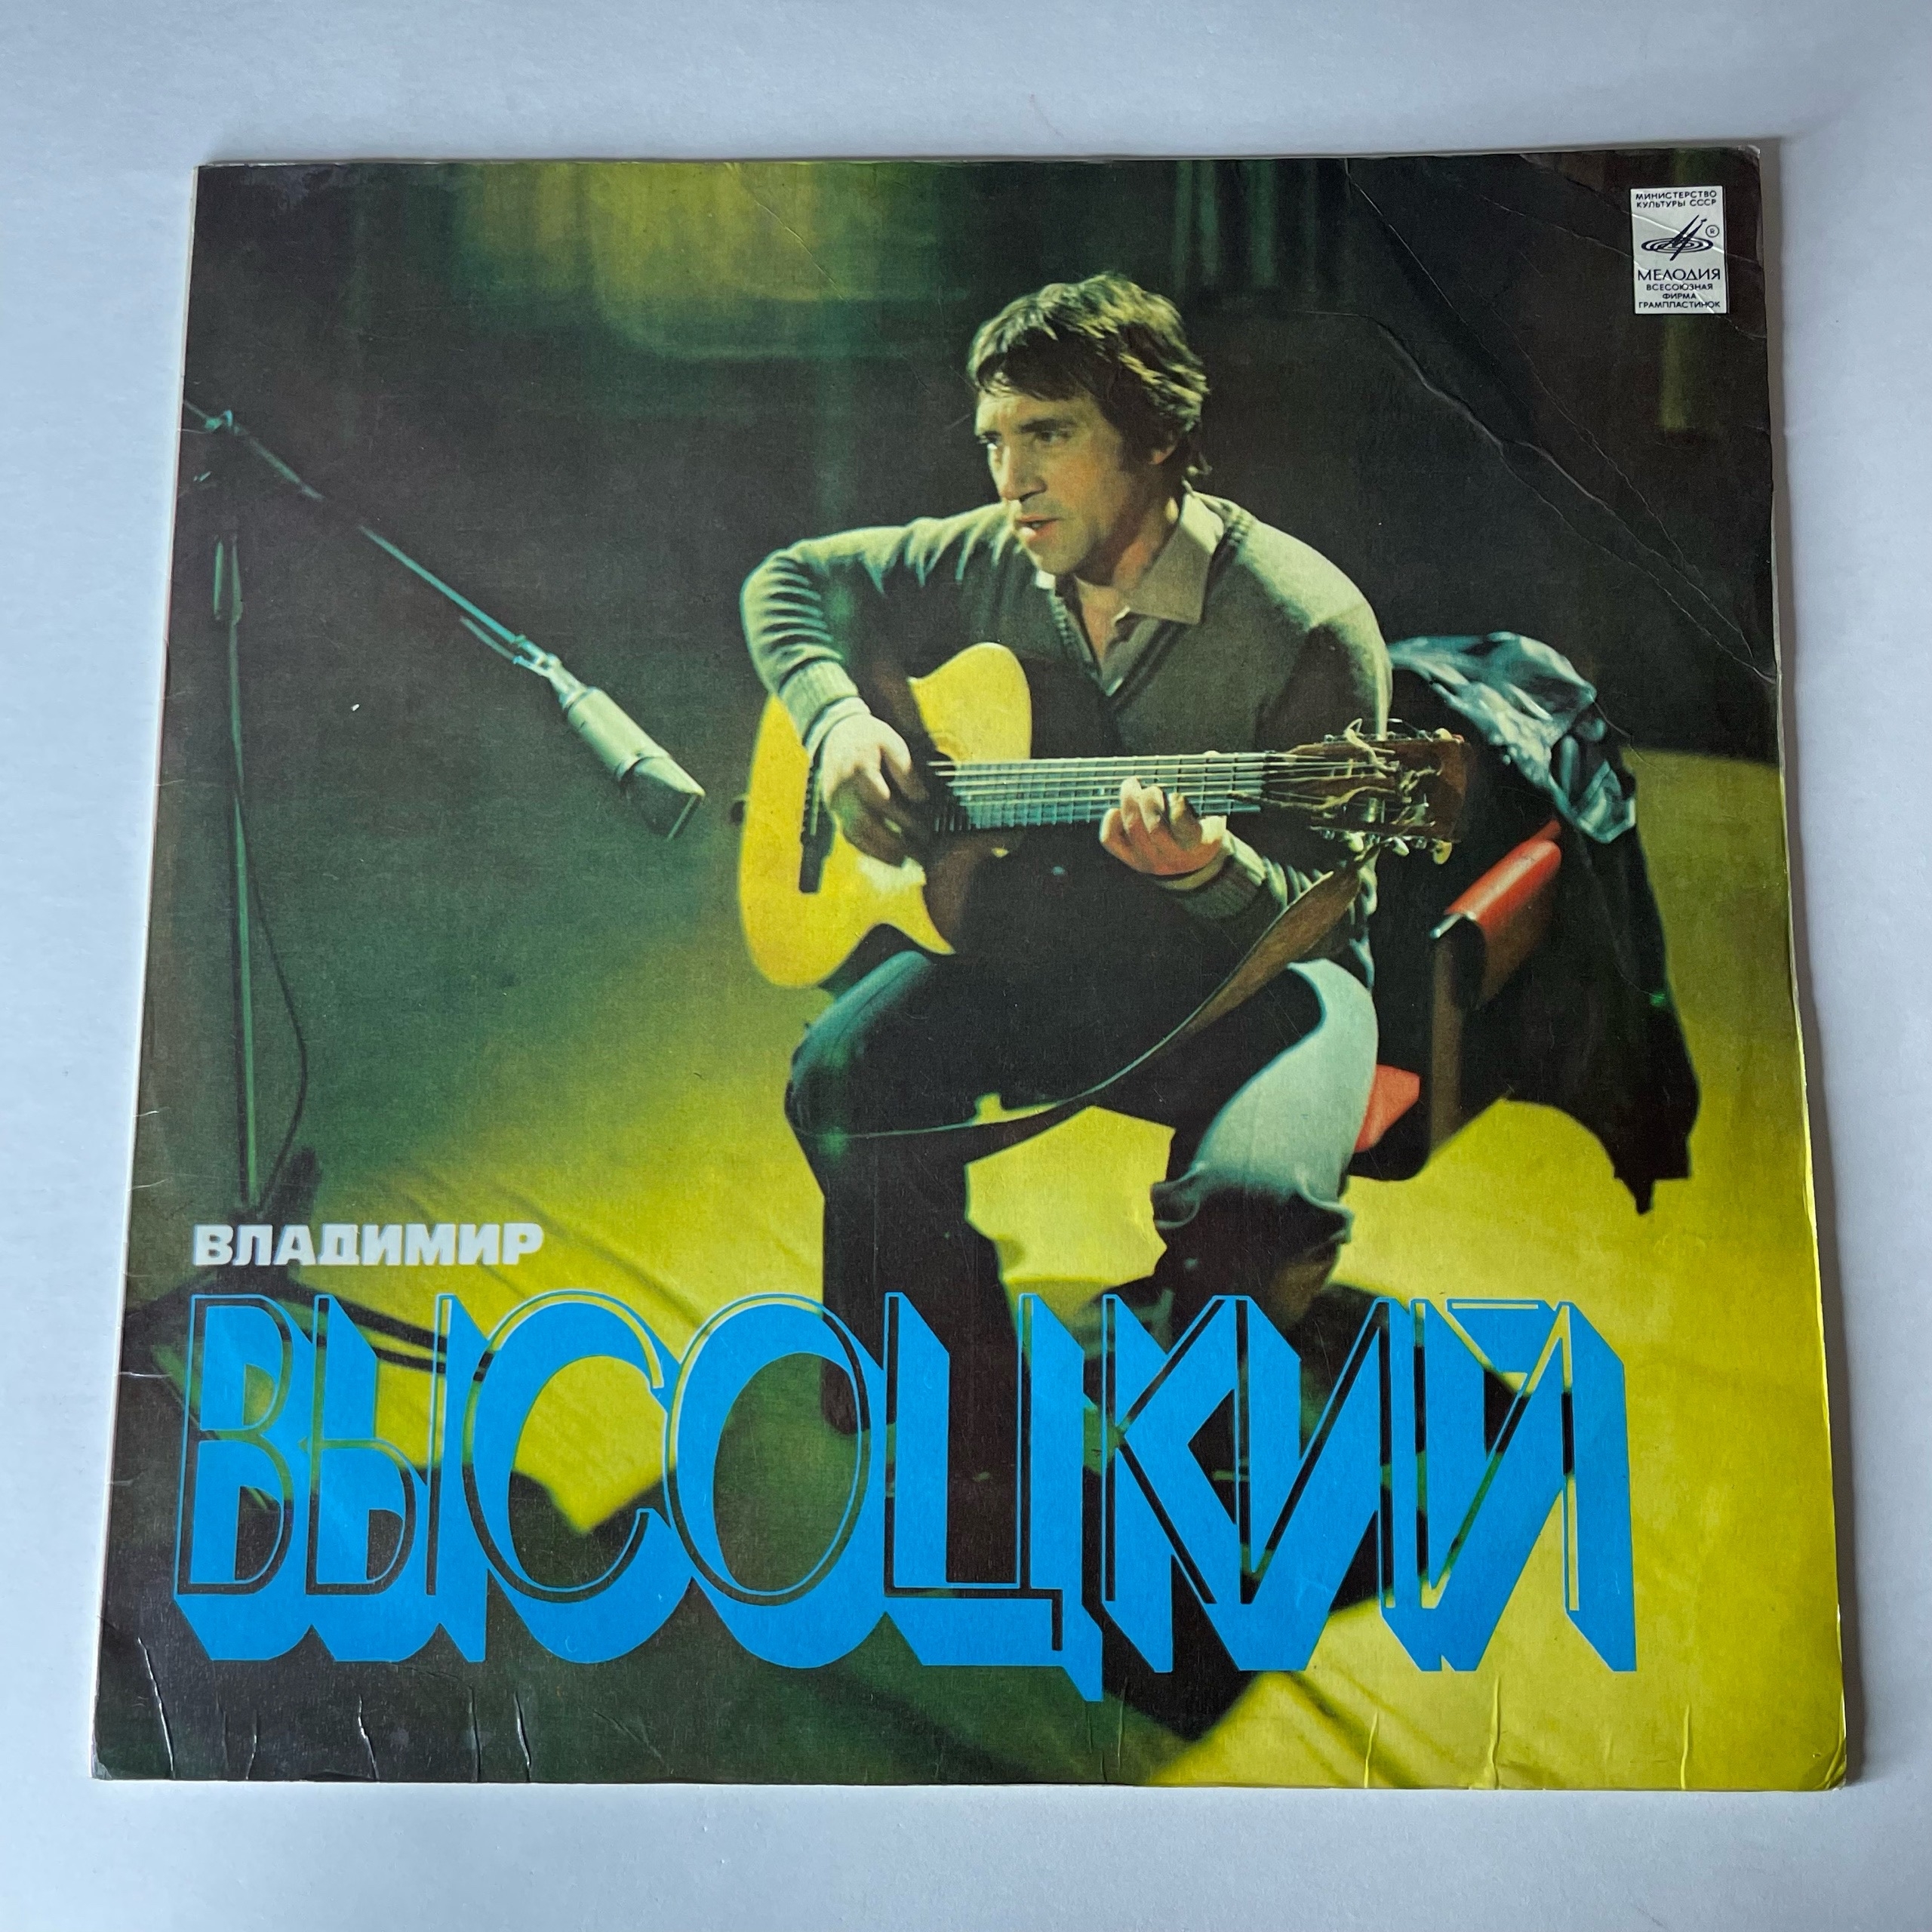 МИНИСТЕРСТВО
КУЛЬТУРЫ СССР
®
МЕЛОДИЯ
ВСЕСОЮЗНАЯ
ФИРМА
ГРАМПЛАСТИНОК
ВЛАДИМИР
ВЫСОЦКИЙ